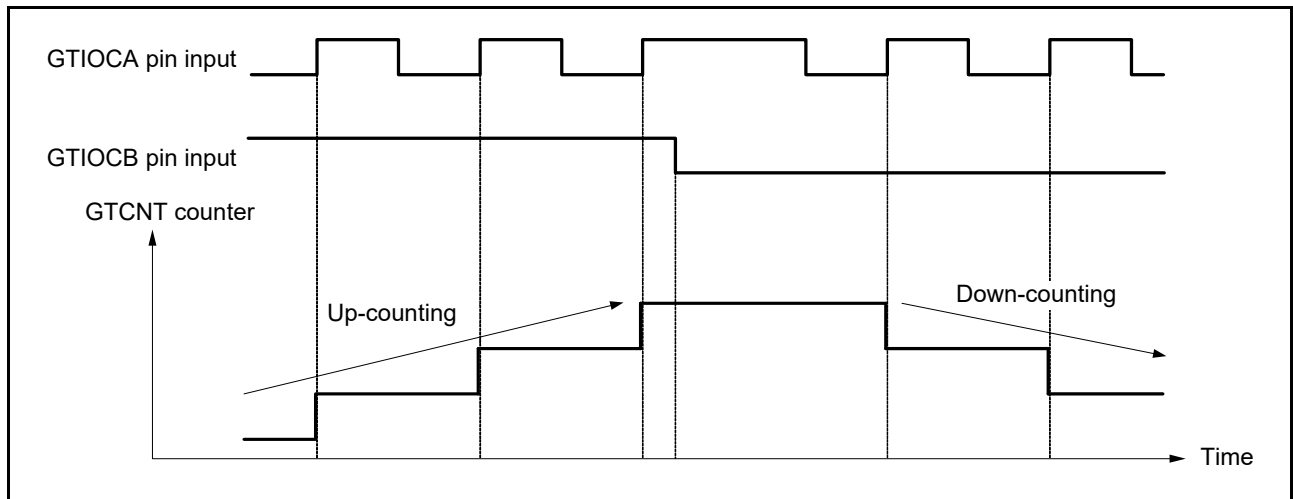 GTIOCA pin input
GTIOCB pin input
GTCNT counter
Up-counting
Down-counting
Time